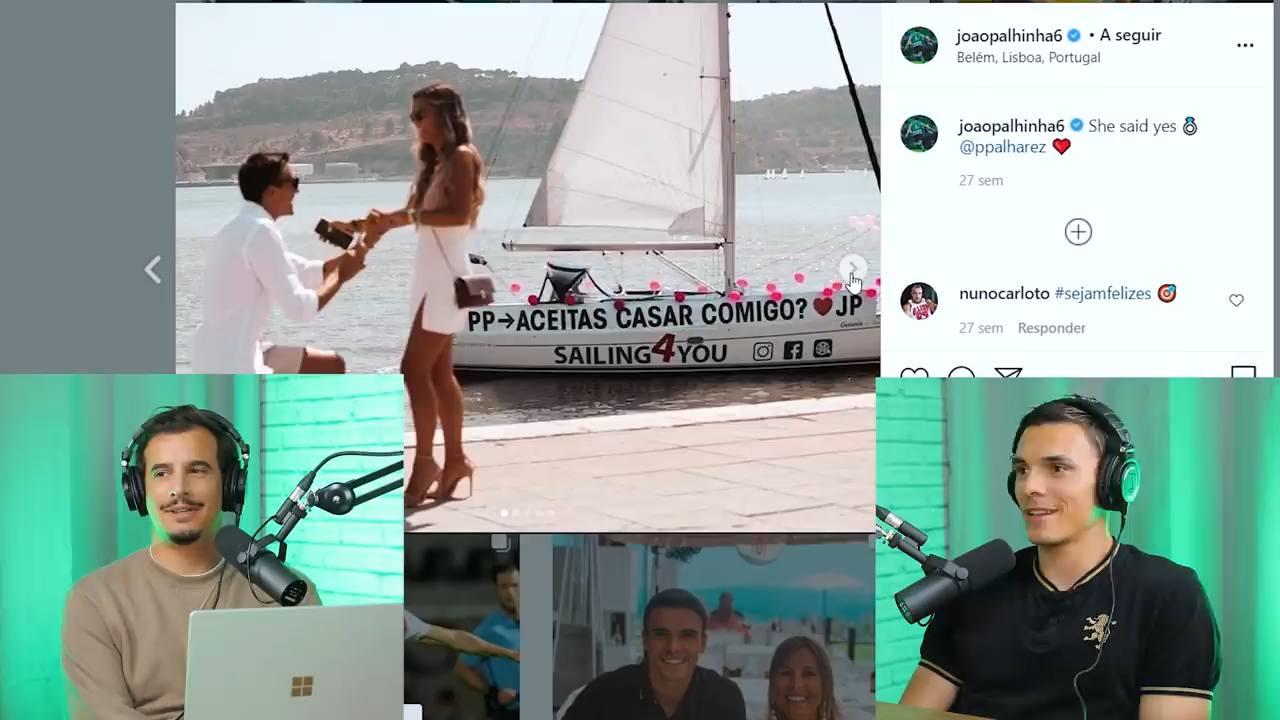 joaopalhinha6 • A seguir
Belém, Lisboa, Portugal
joaopalhinha6 She said yes 💍
@ppalharez ❤️
27 sem
nunocarloto #sejamfelizes 🎯
27 sem Responder
PP→ACEITAS CASAR COMIGO? ❤JP
SAILING4YOU